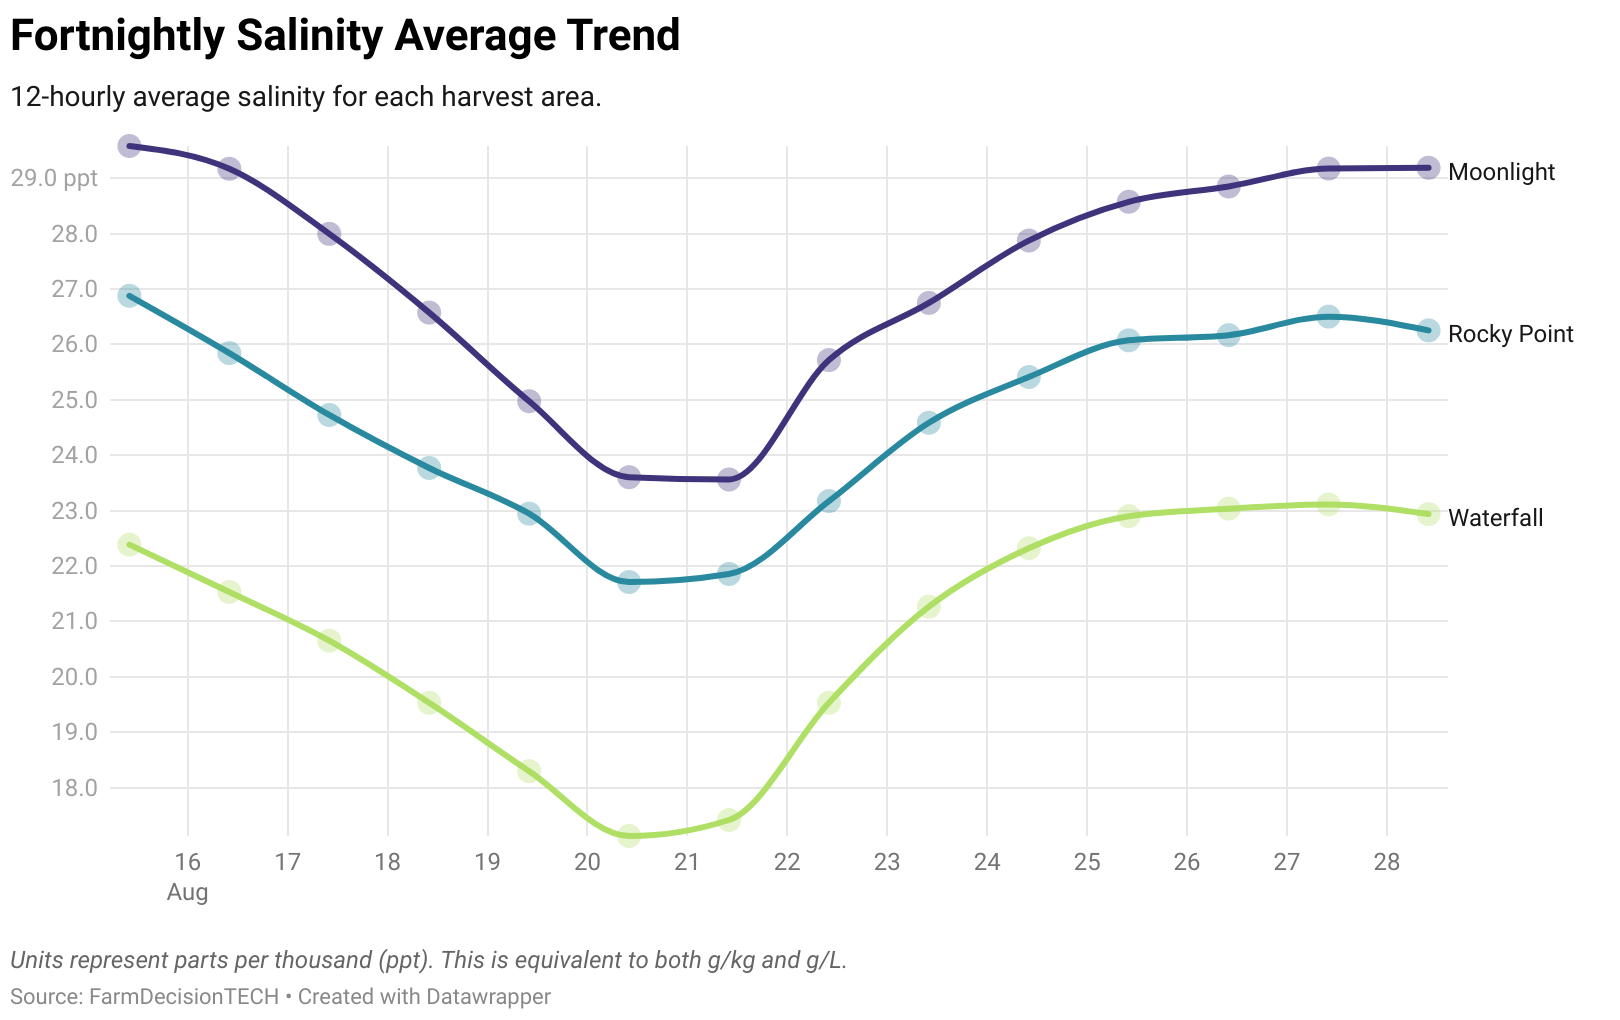 Fortnightly Salinity Average Trend
12-hourly average salinity for each harvest area.
29.0 ppt
28.0
27.0
26.0
25.0
24.0
23.0
22.0
21.0
20.0
19.0
18.0
Moonlight
Rocky Point
Waterfall
16 17 18 19 20 21 22 23 24 25 26 27 28
Aug
Units represent parts per thousand (ppt). This is equivalent to both g/kg and g/L.
Source: FarmDecisionTECH • Created with Datawrapper